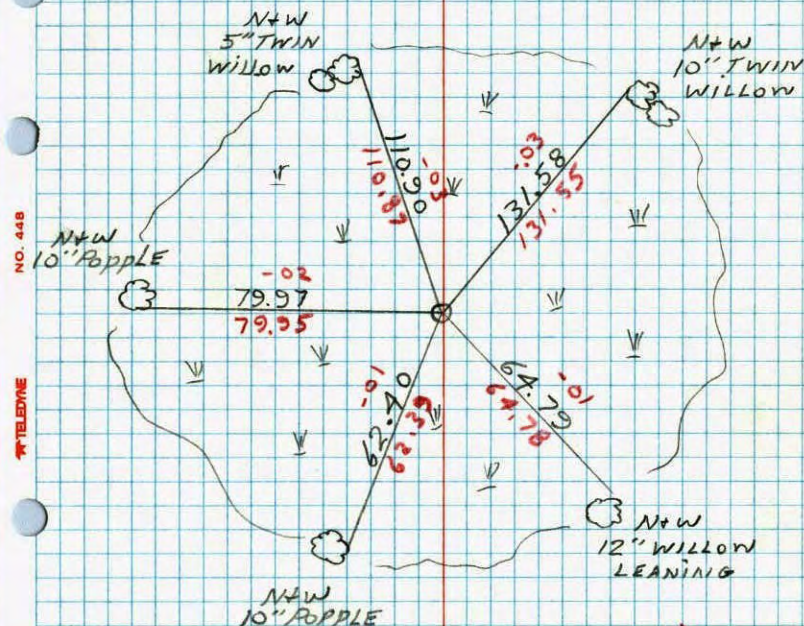 N+W
5" TWIN
WILLOW
N+W
10" TWIN
WILLOW
110.90
-03
110.87
-03
131.58
131.55
NO. 448
N+W
10" POPPLE
-02
79.97
79.95
-01
62.40
62.39
-01
64.79
64.78
TELEDYNE
N+W
12" WILLOW
LEANING
N+W
10" POPPLE